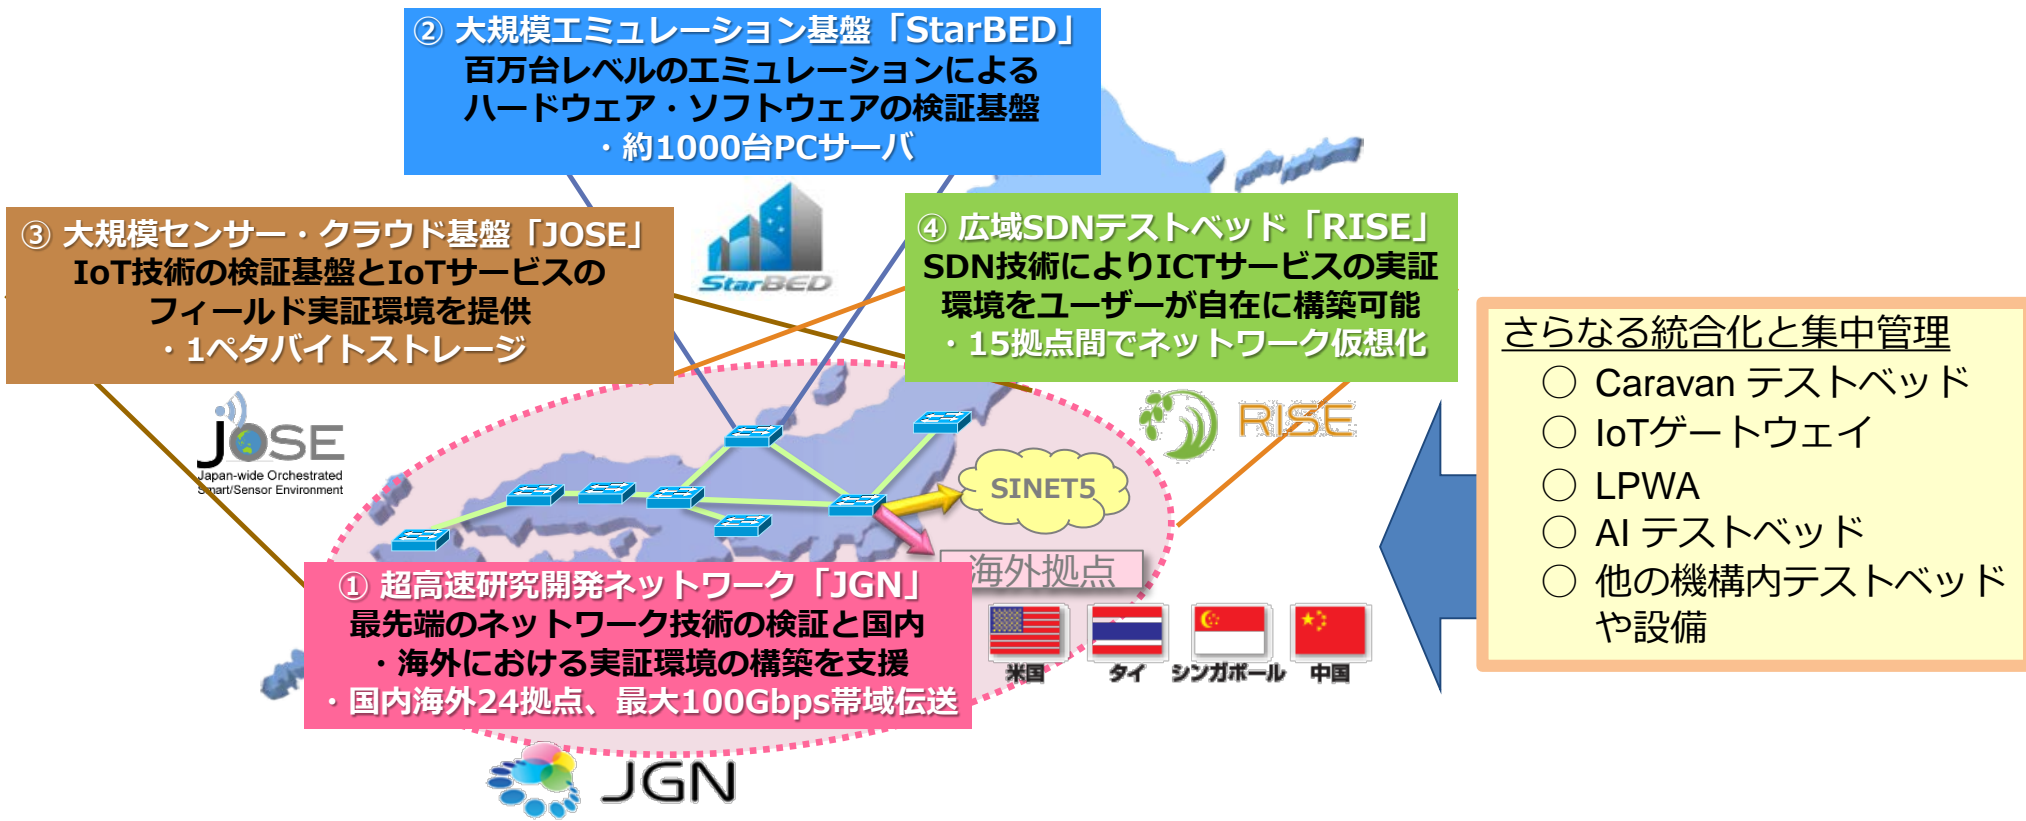 ② 大規模エミュレーション基盤「StarBED」
百万台レベルのエミュレーションによる
ハードウェア・ソフトウェアの検証基盤
・約1000台PCサーバ
StarBED
③ 大規模センサー・クラウド基盤「JOSE」
IoT技術の検証基盤とIoTサービスの
フィールド実証環境を提供
・1ペタバイトストレージ
JOSE
Japan-wide Orchestrated
Smart/Sensor Environment
④ 広域SDNテストベッド「RISE」
SDN技術によりICTサービスの実証
環境をユーザーが自在に構築可能
・15拠点間でネットワーク仮想化
RISE
SINET5
海外拠点
米国
タイ
シンガポール
中国
① 超高速研究開発ネットワーク「JGN」
最先端のネットワーク技術の検証と国内
・海外における実証環境の構築を支援
・国内海外24拠点、最大100Gbps帯域伝送
JGN
さらなる統合化と集中管理
○ Caravan テストベッド
○ IoTゲートウェイ
○ LPWA
○ AI テストベッド
○ 他の機構内テストベッド
や設備